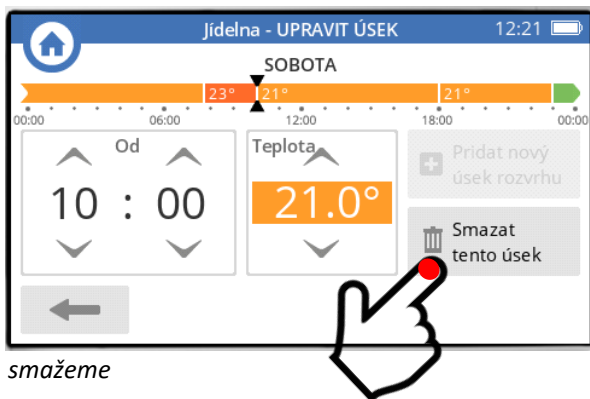 Jídelna - UPRAVIT ÚSEK 12:21
SOBOTA
23° 21° 21°
00:00 06:00 12:00 18:00 00:00
Od
10 : 00
Teplota
21.0°
Pridat nový
úsek rozvrhu
Smazat
tento úsek
smažeme